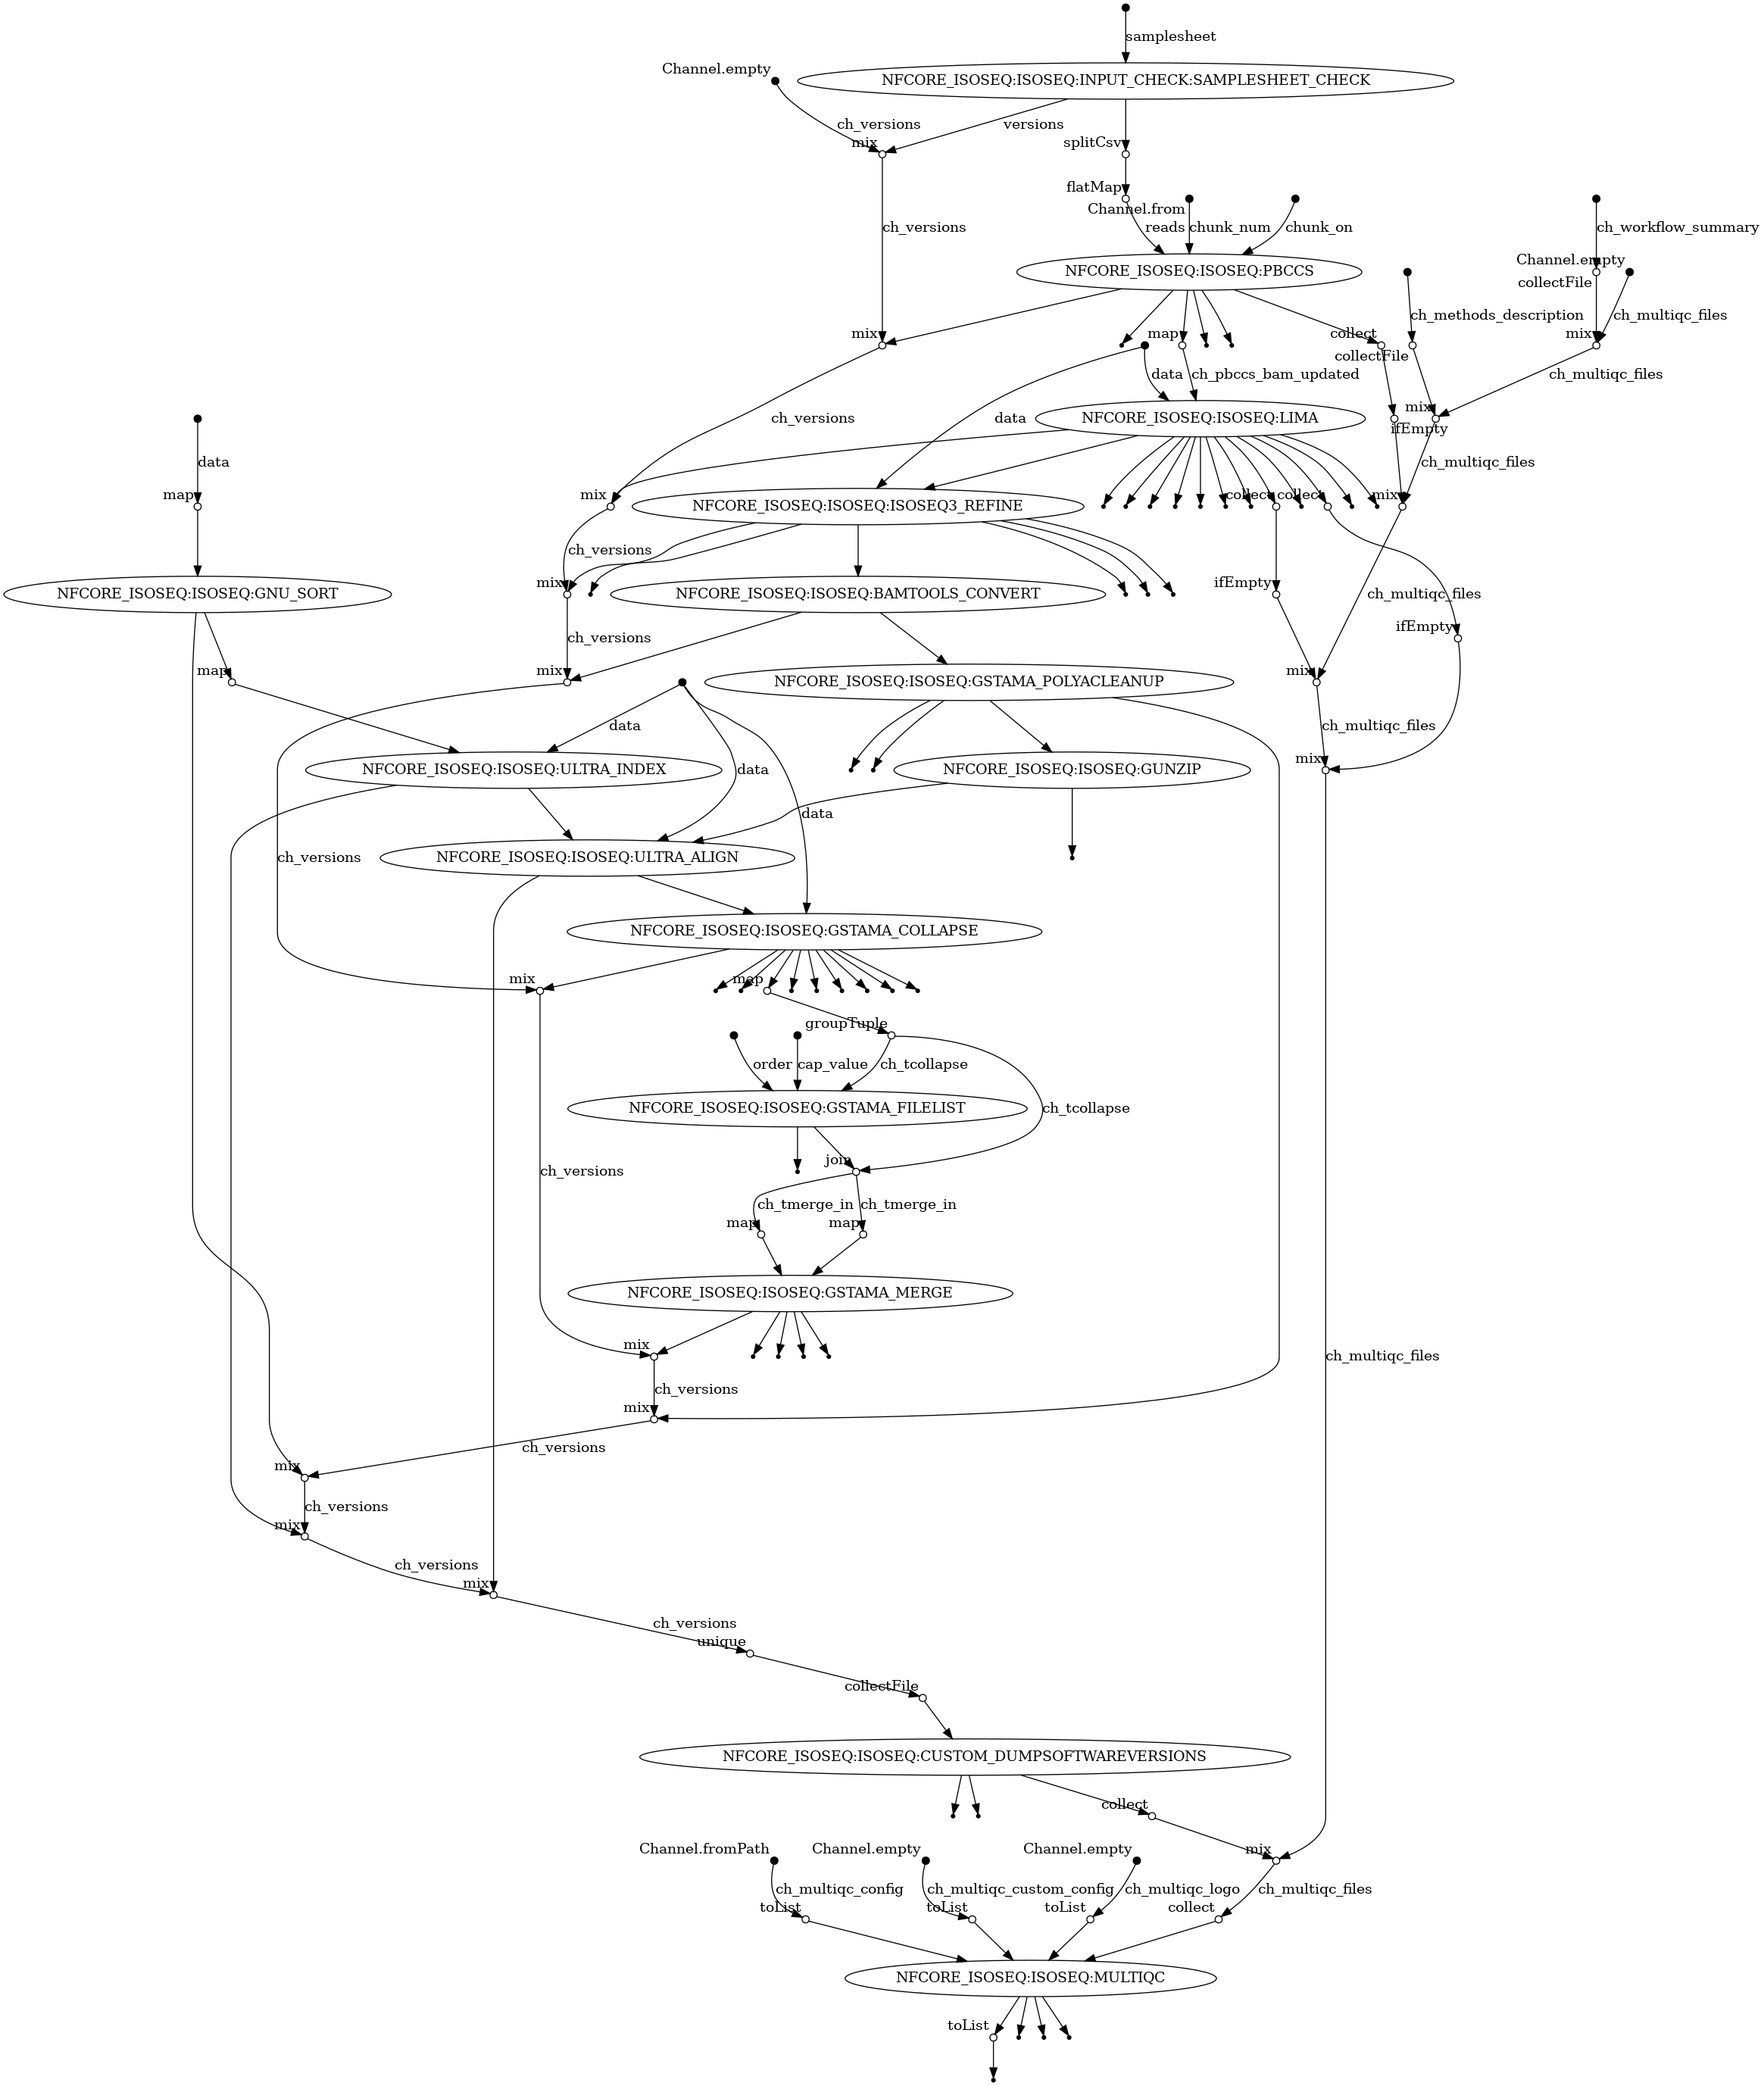 samplesheet
Channel.empty
NFCORE_ISOSEQ:ISOSEQ:INPUT_CHECK:SAMPLESHEET_CHECK
ch_versions
versions
mix
splitCsv
flatMap
Channel.from
reads
chunk_num
chunk_on
ch_versions
ch_workflow_summary
NFCORE_ISOSEQ:ISOSEQ:PBCCS
Channel.empty
collectFile
ch_methods_description
ch_multiqc_files
mix
map
collect
mix
collectFile
data
ch_pbccs_bam_updated
ch_multiqc_files
ch_versions
data
NFCORE_ISOSEQ:ISOSEQ:LIMA
mix
ifEmpty
data
ch_multiqc_files
map
mix
NFCORE_ISOSEQ:ISOSEQ:ISOSEQ3_REFINE
collect
collect
mix
ch_versions
mix
NFCORE_ISOSEQ:ISOSEQ:GNU_SORT
NFCORE_ISOSEQ:ISOSEQ:BAMTOOLS_CONVERT
ifEmpty
ch_multiqc_files
ch_versions
ifEmpty
map
mix
NFCORE_ISOSEQ:ISOSEQ:GSTAMA_POLYACLEANUP
mix
data
ch_multiqc_files
NFCORE_ISOSEQ:ISOSEQ:ULTRA_INDEX
data
NFCORE_ISOSEQ:ISOSEQ:GUNZIP
mix
data
ch_versions
NFCORE_ISOSEQ:ISOSEQ:ULTRA_ALIGN
NFCORE_ISOSEQ:ISOSEQ:GSTAMA_COLLAPSE
mix
map
groupTuple
order
cap_value
ch_tcollapse
NFCORE_ISOSEQ:ISOSEQ:GSTAMA_FILELIST
ch_tcollapse
join
ch_versions
ch_tmerge_in
ch_tmerge_in
map
map
NFCORE_ISOSEQ:ISOSEQ:GSTAMA_MERGE
mix
ch_multiqc_files
ch_versions
mix
ch_versions
mix
ch_versions
mix
ch_versions
mix
ch_versions
unique
collectFile
NFCORE_ISOSEQ:ISOSEQ:CUSTOM_DUMPSOFTWAREVERSIONS
collect
Channel.fromPath
Channel.empty
Channel.empty
mix
ch_multiqc_config
ch_multiqc_custom_config
ch_multiqc_logo
ch_multiqc_files
toList
toList
toList
collect
NFCORE_ISOSEQ:ISOSEQ:MULTIQC
toList